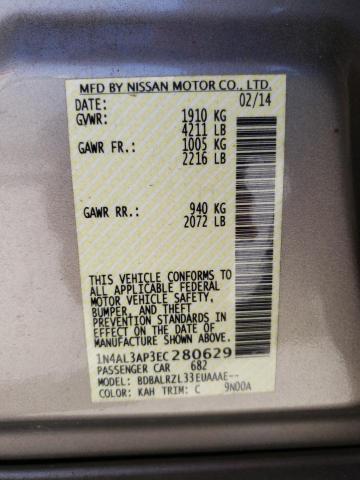 MFD BY NISSAN MOTOR CO., LTD.
DATE: 02/14
GVWR: 1910 KG
4211 LB
GAWR FR.: 1005 KG
2216 LB
GAWR RR.: 940 KG
2072 LB
THIS VEHICLE CONFORMS TO
ALL APPLICABLE FEDERAL
MOTOR VEHICLE SAFETY,
BUMPER, AND THEFT
PREVENTION STANDARDS IN
EFFECT ON THE DATE OF
MANUFACTURE SHOWN ABOVE.
1N4AL3AP3EC280629
PASSENGER CAR 682
MODEL: BDBALRZL33EUAAAE--
COLOR: KAH TRIM: C 9N00A